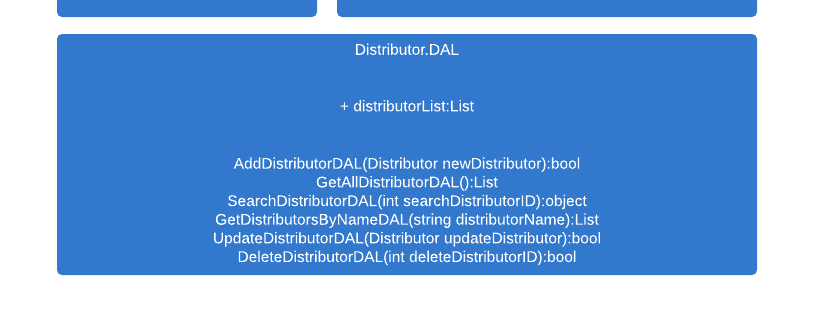 Distributor.DAL
+ distributorList:List
AddDistributorDAL(Distributor newDistributor):bool
GetAllDistributorDAL():List
SearchDistributorDAL(int searchDistributorID):object
GetDistributorsByNameDAL(string distributorName):List
UpdateDistributorDAL(Distributor updateDistributor):bool
DeleteDistributorDAL(int deleteDistributorID):bool